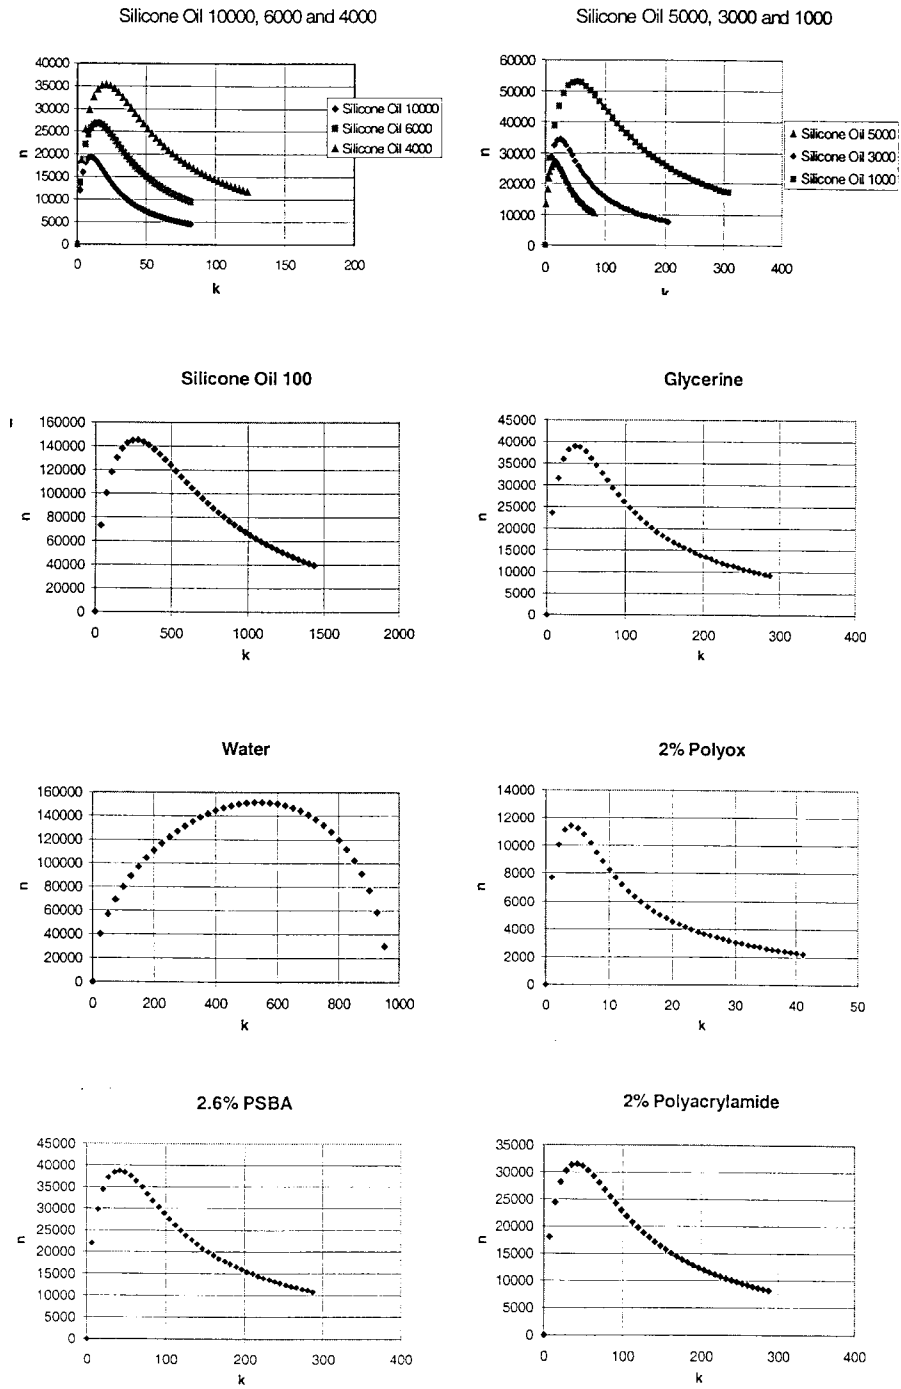 Silicone Oil 10000, 6000 and 4000
40000
35000
30000
25000
20000
15000
10000
5000
0
n
0 50 100 150 200
k
Silicone Oil 10000
Silicone Oil 6000
Silicone Oil 4000
Silicone Oil 5000, 3000 and 1000
60000
50000
40000
30000
20000
10000
0
n
0 100 200 300 400
k
Silicone Oil 5000
Silicone Oil 3000
Silicone Oil 1000
Silicone Oil 100
160000
140000
120000
100000
80000
60000
40000
20000
0
n
0 500 1000 1500 2000
k
Glycerine
45000
40000
35000
30000
25000
20000
15000
10000
5000
0
n
0 100 200 300 400
k
Water
160000
140000
120000
100000
80000
60000
40000
20000
0
n
0 200 400 600 800 1000
k
2% Polyox
14000
12000
10000
8000
6000
4000
2000
0
n
0 10 20 30 40 50
k
2.6% PSBA
45000
40000
35000
30000
25000
20000
15000
10000
5000
0
n
0 100 200 300 400
k
2% Polyacrylamide
35000
30000
25000
20000
15000
10000
5000
0
n
0 100 200 300 400
k